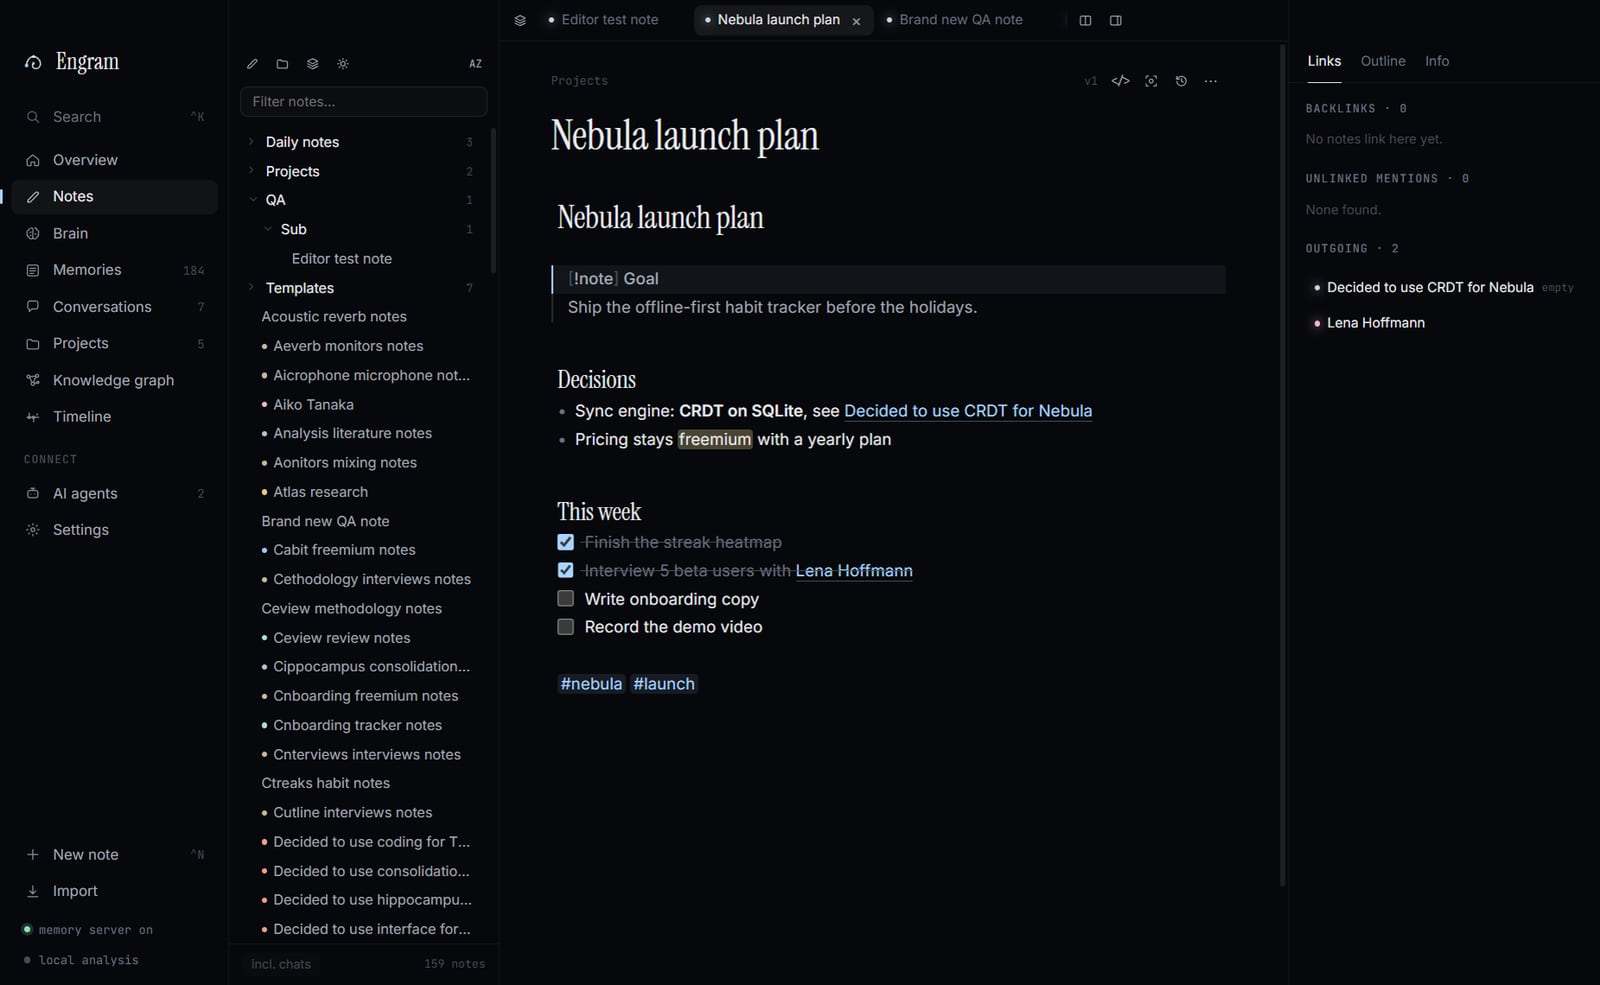 Engram
Search ^K
Overview
Notes
Brain
Memories 184
Conversations 7
Projects 5
Knowledge graph
Timeline
CONNECT
AI agents 2
Settings
New note ^N
Import
memory server on
local analysis
AZ
Filter notes...
Daily notes 3
Projects 2
QA 1
Sub 1
Editor test note
Templates 7
Acoustic reverb notes
Aeverb monitors notes
Aicrophone microphone not...
Aiko Tanaka
Analysis literature notes
Aonitors mixing notes
Atlas research
Brand new QA note
Cabit freemium notes
Cethodology interviews notes
Ceview methodology notes
Ceview review notes
Cippocampus consolidation...
Cnboarding freemium notes
Cnboarding tracker notes
Cnterviews interviews notes
Ctreaks habit notes
Cutline interviews notes
Decided to use coding for T...
Decided to use consolidatio...
Decided to use hippocampu...
Decided to use interface for...
incl. chats 159 notes
Editor test note
Nebula launch plan ×
Brand new QA note
Projects
v1 </>
Nebula launch plan
Nebula launch plan
[!note] Goal
Ship the offline-first habit tracker before the holidays.
Decisions
• Sync engine: CRDT on SQLite, see Decided to use CRDT for Nebula
• Pricing stays freemium with a yearly plan
This week
Finish the streak heatmap
Interview 5 beta users with Lena Hoffmann
Write onboarding copy
Record the demo video
#nebula #launch
Links Outline Info
BACKLINKS · 0
No notes link here yet.
UNLINKED MENTIONS · 0
None found.
OUTGOING · 2
Decided to use CRDT for Nebula empty
Lena Hoffmann